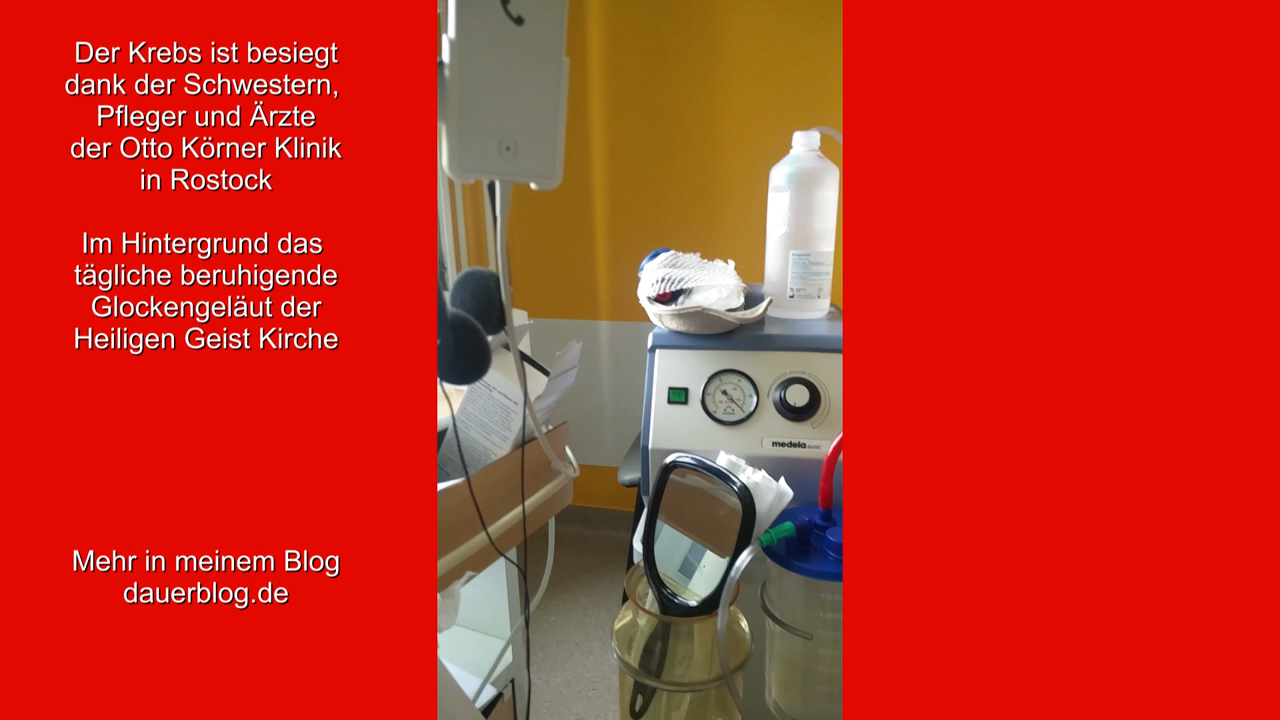 Der Krebs ist besiegt
dank der Schwestern,
Pfleger und Ärzte
der Otto Körner Klinik
in Rostock
Im Hintergrund das
tägliche beruhigende
Glockengeläut der
Heiligen Geist Kirche
Mehr in meinem Blog
dauerblog.de
medela BASIC